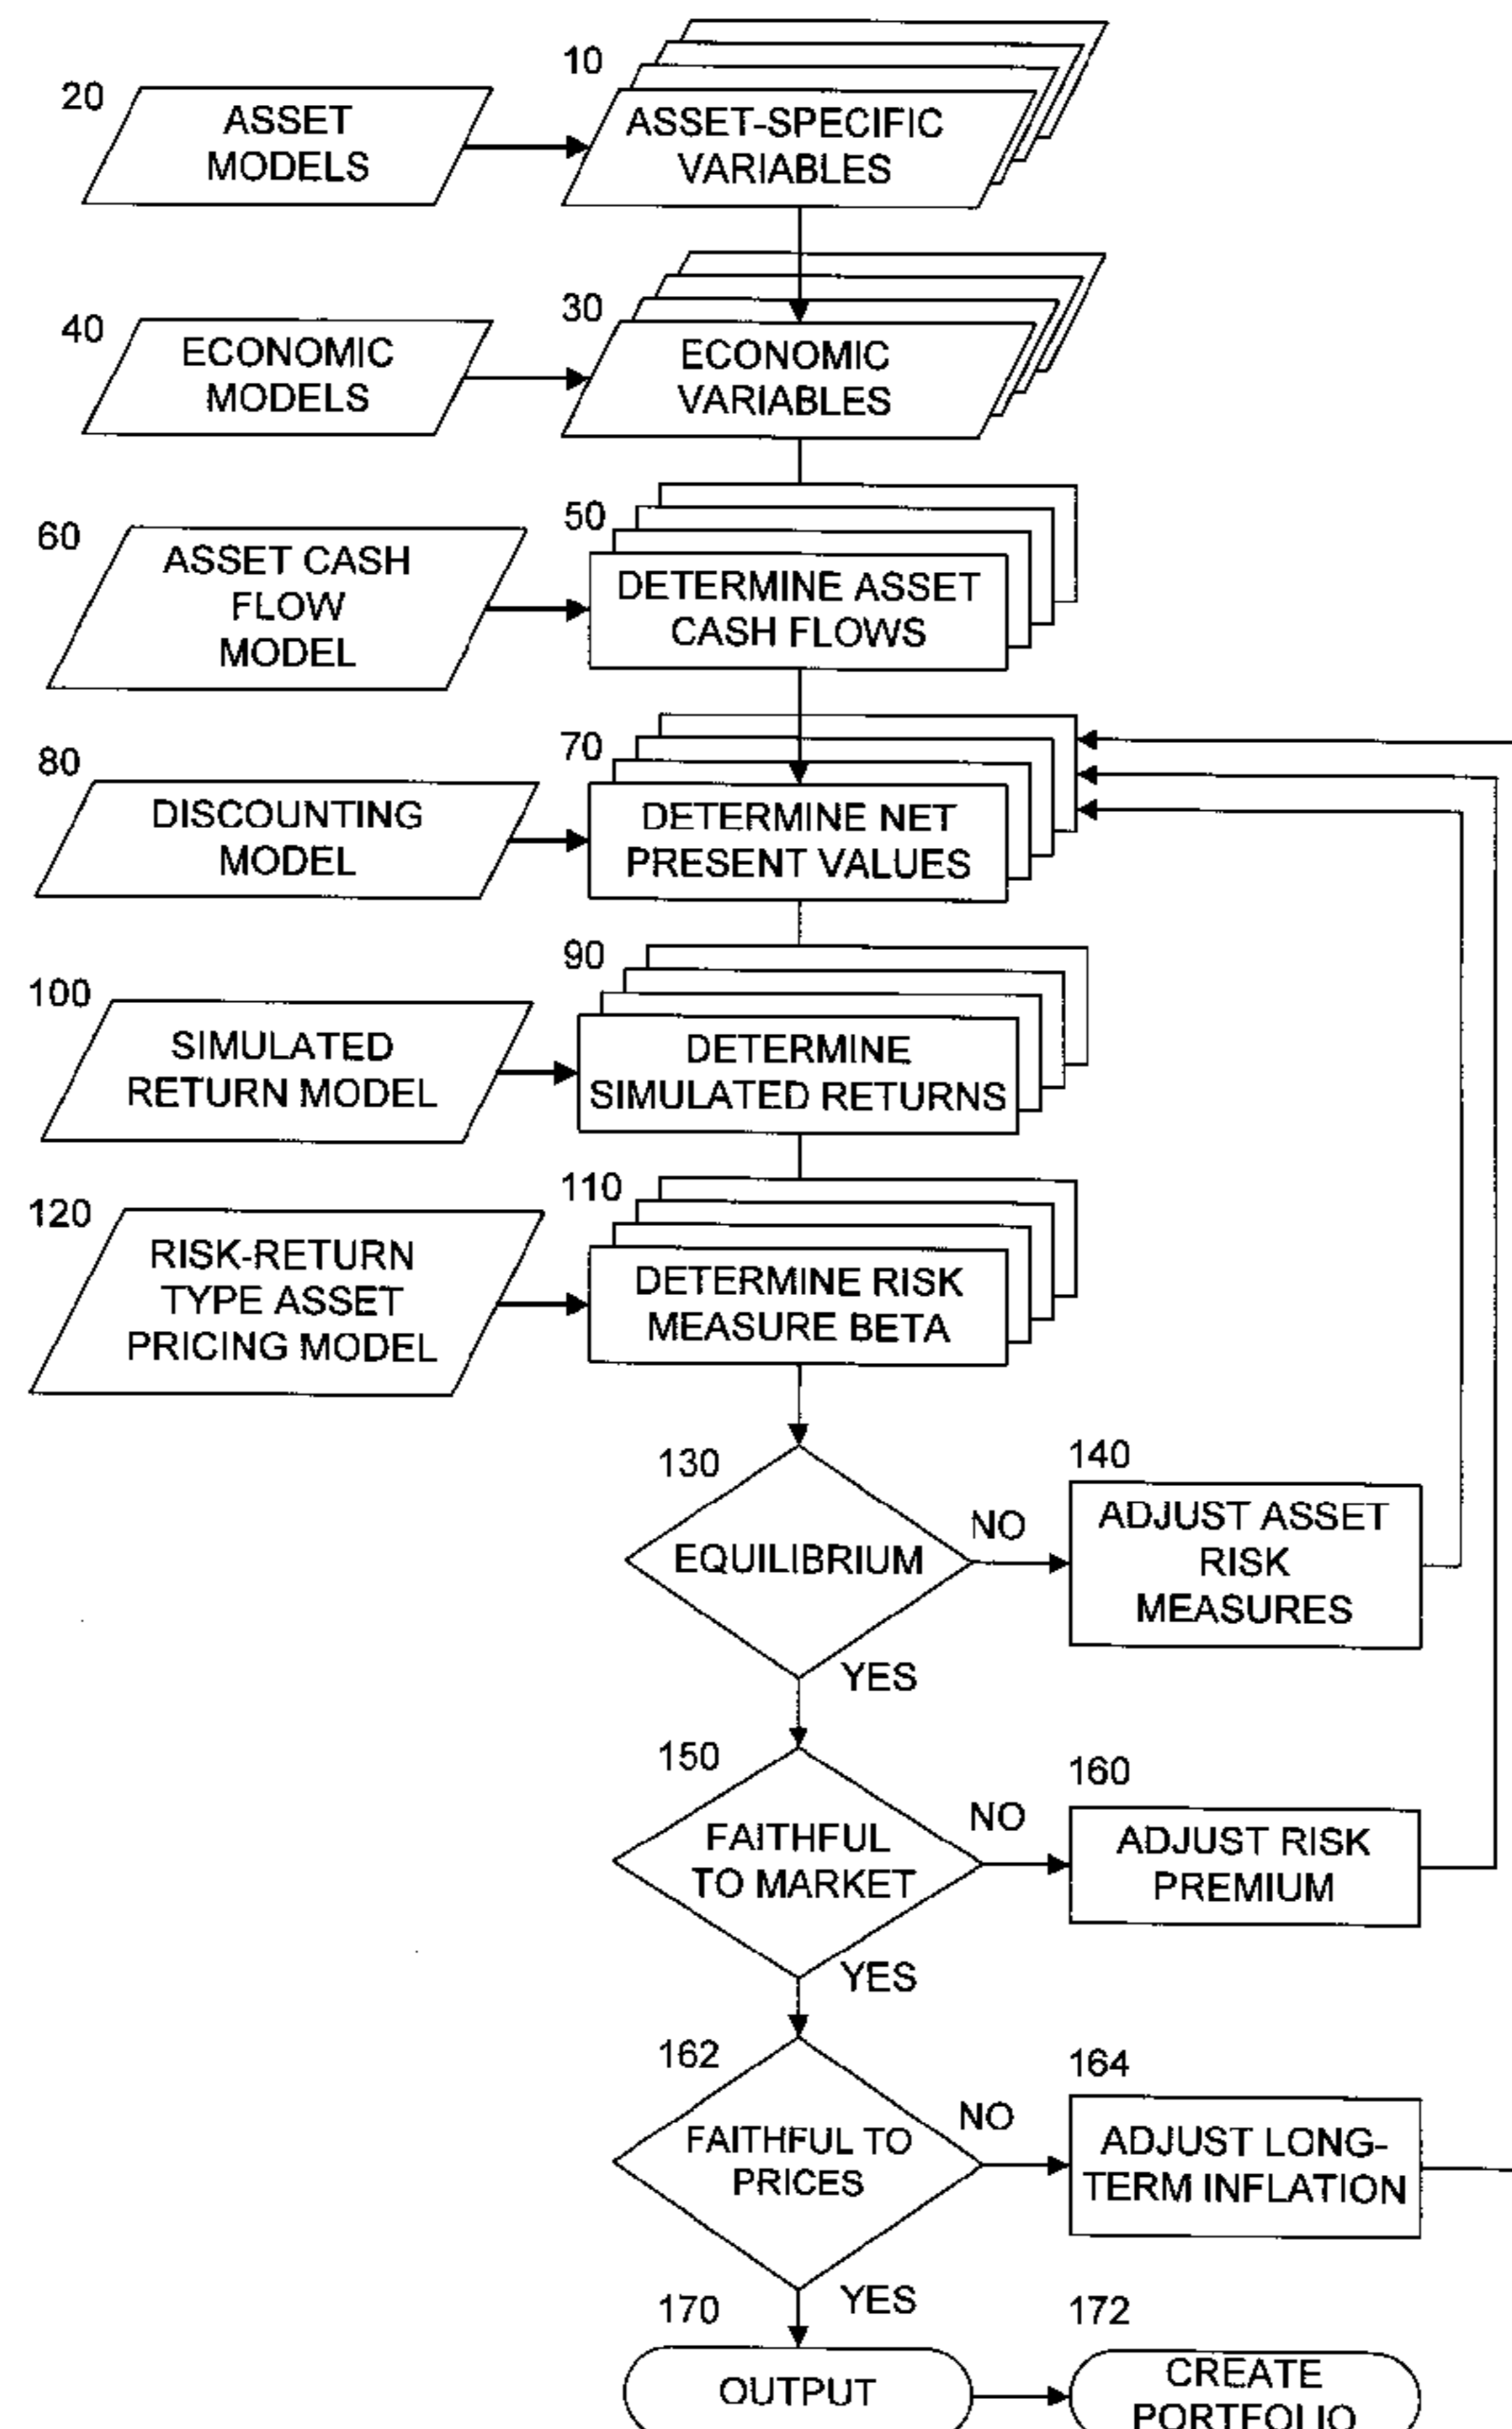 10
20
ASSET
MODELS
ASSET-SPECIFIC
VARIABLES
40
ECONOMIC
MODELS
30
ECONOMIC
VARIABLES
60
ASSET CASH
FLOW
MODEL
50
DETERMINE ASSET
CASH FLOWS
80
DISCOUNTING
MODEL
70
DETERMINE NET
PRESENT VALUES
100
SIMULATED
RETURN MODEL
90
DETERMINE
SIMULATED RETURNS
120
RISK-RETURN
TYPE ASSET
PRICING MODEL
110
DETERMINE RISK
MEASURE BETA
130
EQUILIBRIUM
NO
140
ADJUST ASSET
RISK
MEASURES
YES
150
FAITHFUL
TO MARKET
NO
160
ADJUST RISK
PREMIUM
YES
162
FAITHFUL TO
PRICES
NO
164
ADJUST LONG-
TERM INFLATION
YES
170
OUTPUT
172
CREATE
PORTFOLIO